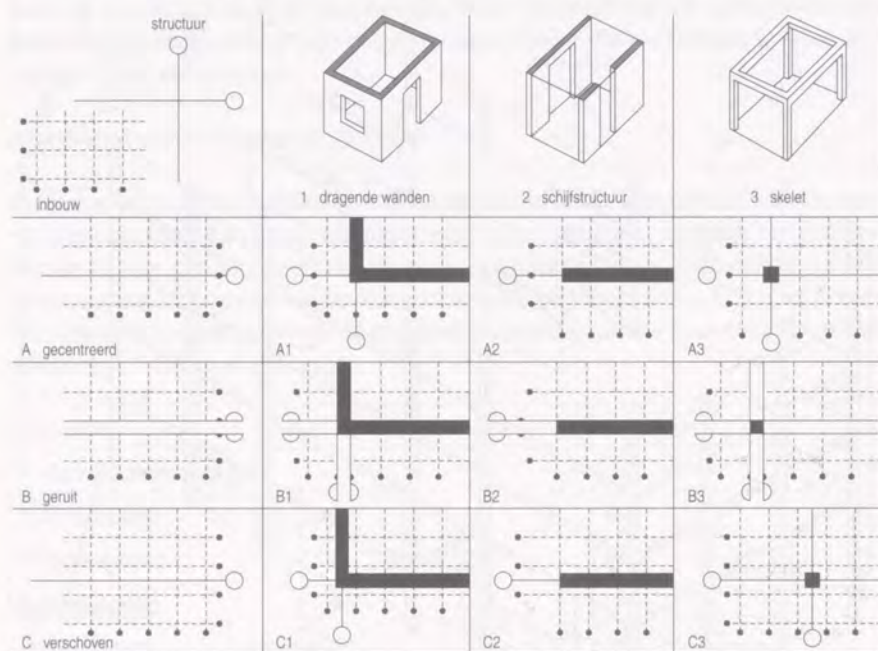 structuur
inbouw
1 dragende wanden
2 schijfstructuur
3 skelet
A gecentreerd
A1
A2
A3
B geruit
B1
B2
B3
C verschoven
C1
C2
C3